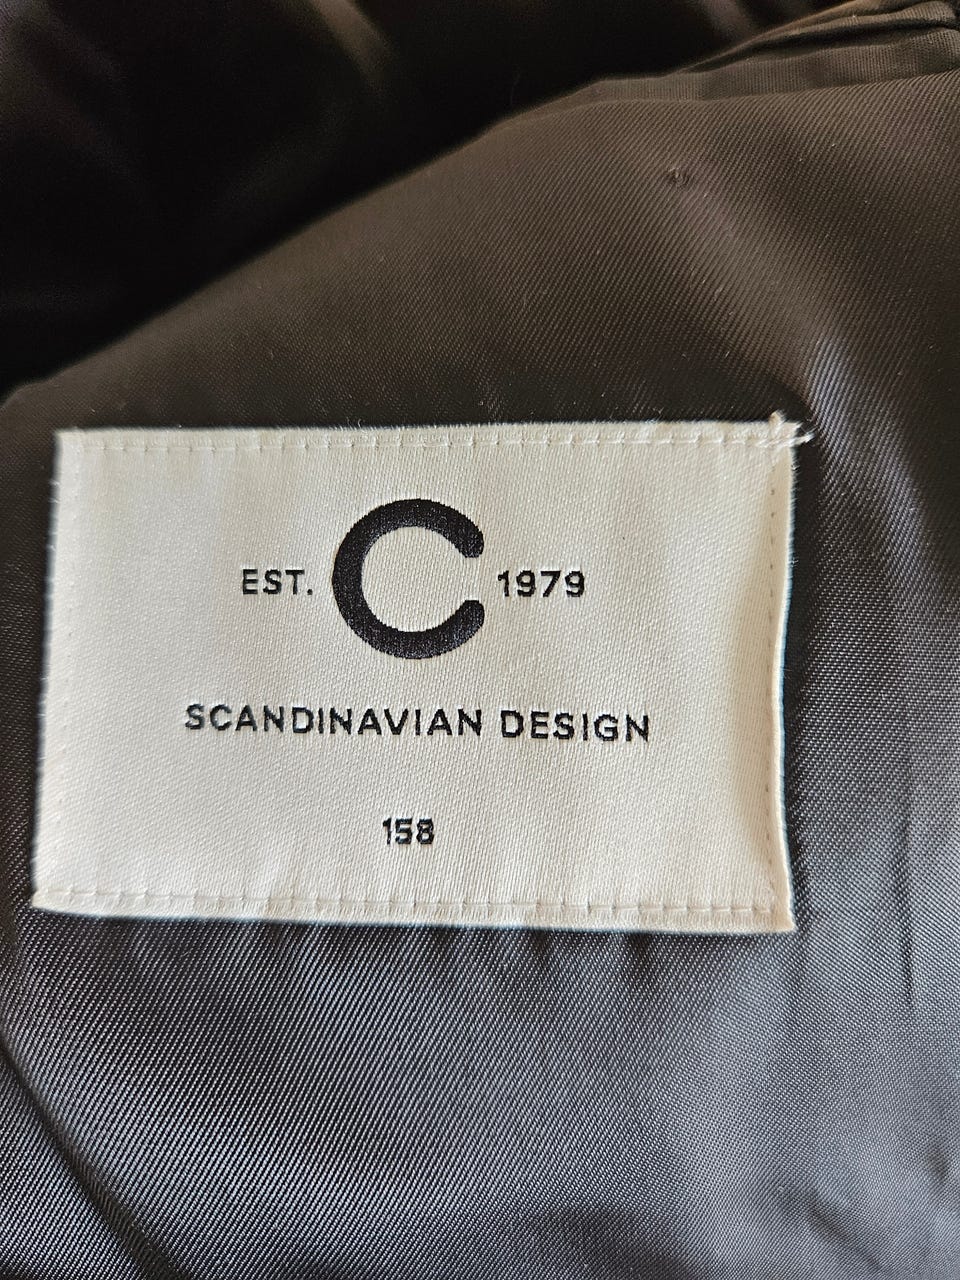 EST. C 1979
SCANDINAVIAN DESIGN
158